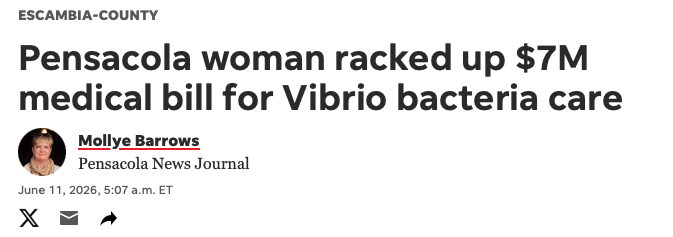 ESCAMBIA-COUNTY
Pensacola woman racked up $7M
medical bill for Vibrio bacteria care
Mollye Barrows
Pensacola News Journal
June 11, 2026, 5:07 a.m. ET